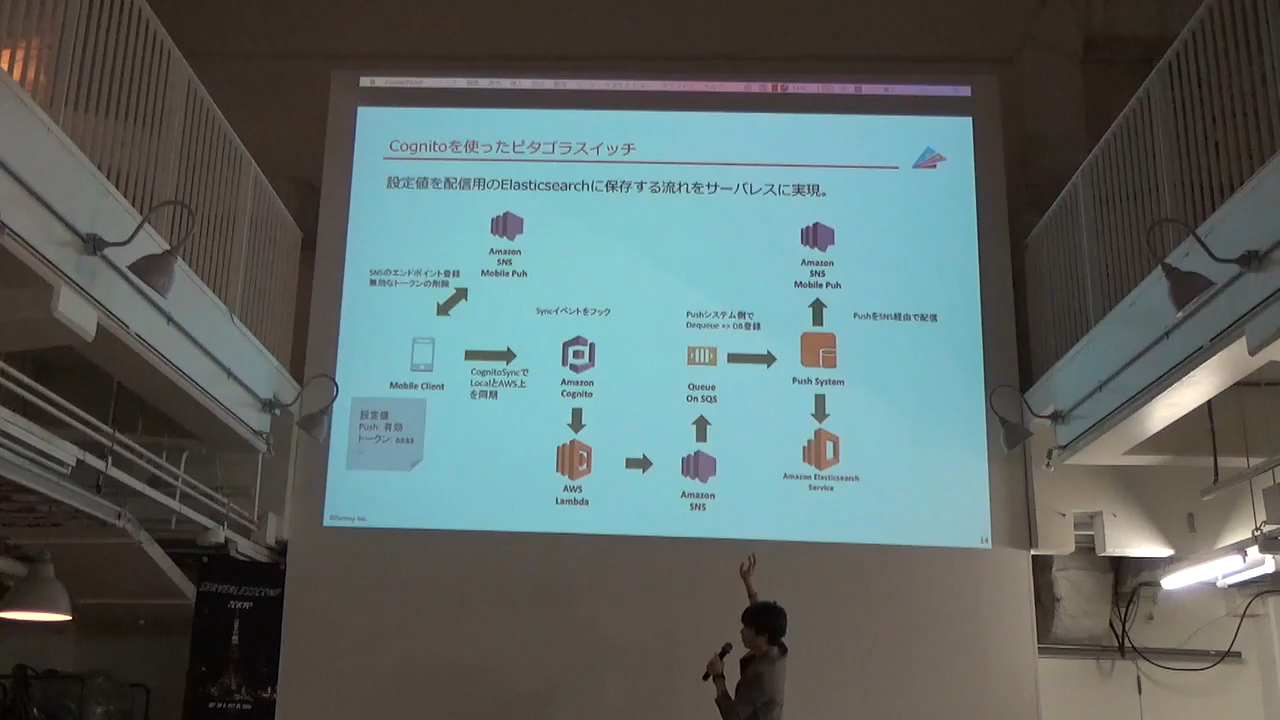 Cognitoを使ったピタゴラスイッチ
設定値を配信用のElasticsearchに保存する流れをサーバレスに実現。
Amazon
SNS
Mobile Puh
SNSのエンドポイント登録
無効なトークンの削除
Mobile Client
設定値
Push: 有効
トークン: aaaa
CognitoSyncで
LocalとAWS上
を同期
Syncイベントをフック
Amazon
Cognito
AWS
Lambda
Amazon
SNS
Queue
On SQS
Pushシステム側で
Dequeue => DB登録
Amazon
SNS
Mobile Puh
PushをSNS経由で配信
Push System
Amazon Elasticsearch
Service
14
SERVERLESSCONF
TOKYO